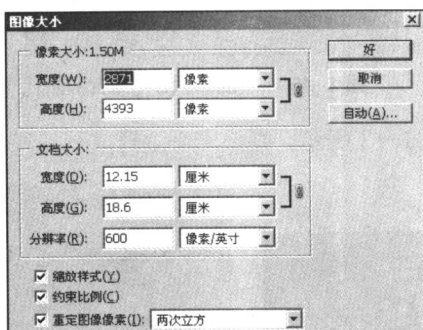 图像大小
像素大小:1.50M
宽度(W): 2871 像素
高度(H): 4393 像素
文档大小:
宽度(D): 12.15 厘米
高度(G): 18.6 厘米
分辨率(R): 600 像素/英寸
缩放样式(Y)
约束比例(C)
重定图像像素(I): 两次立方
好
取消
自动(A)...